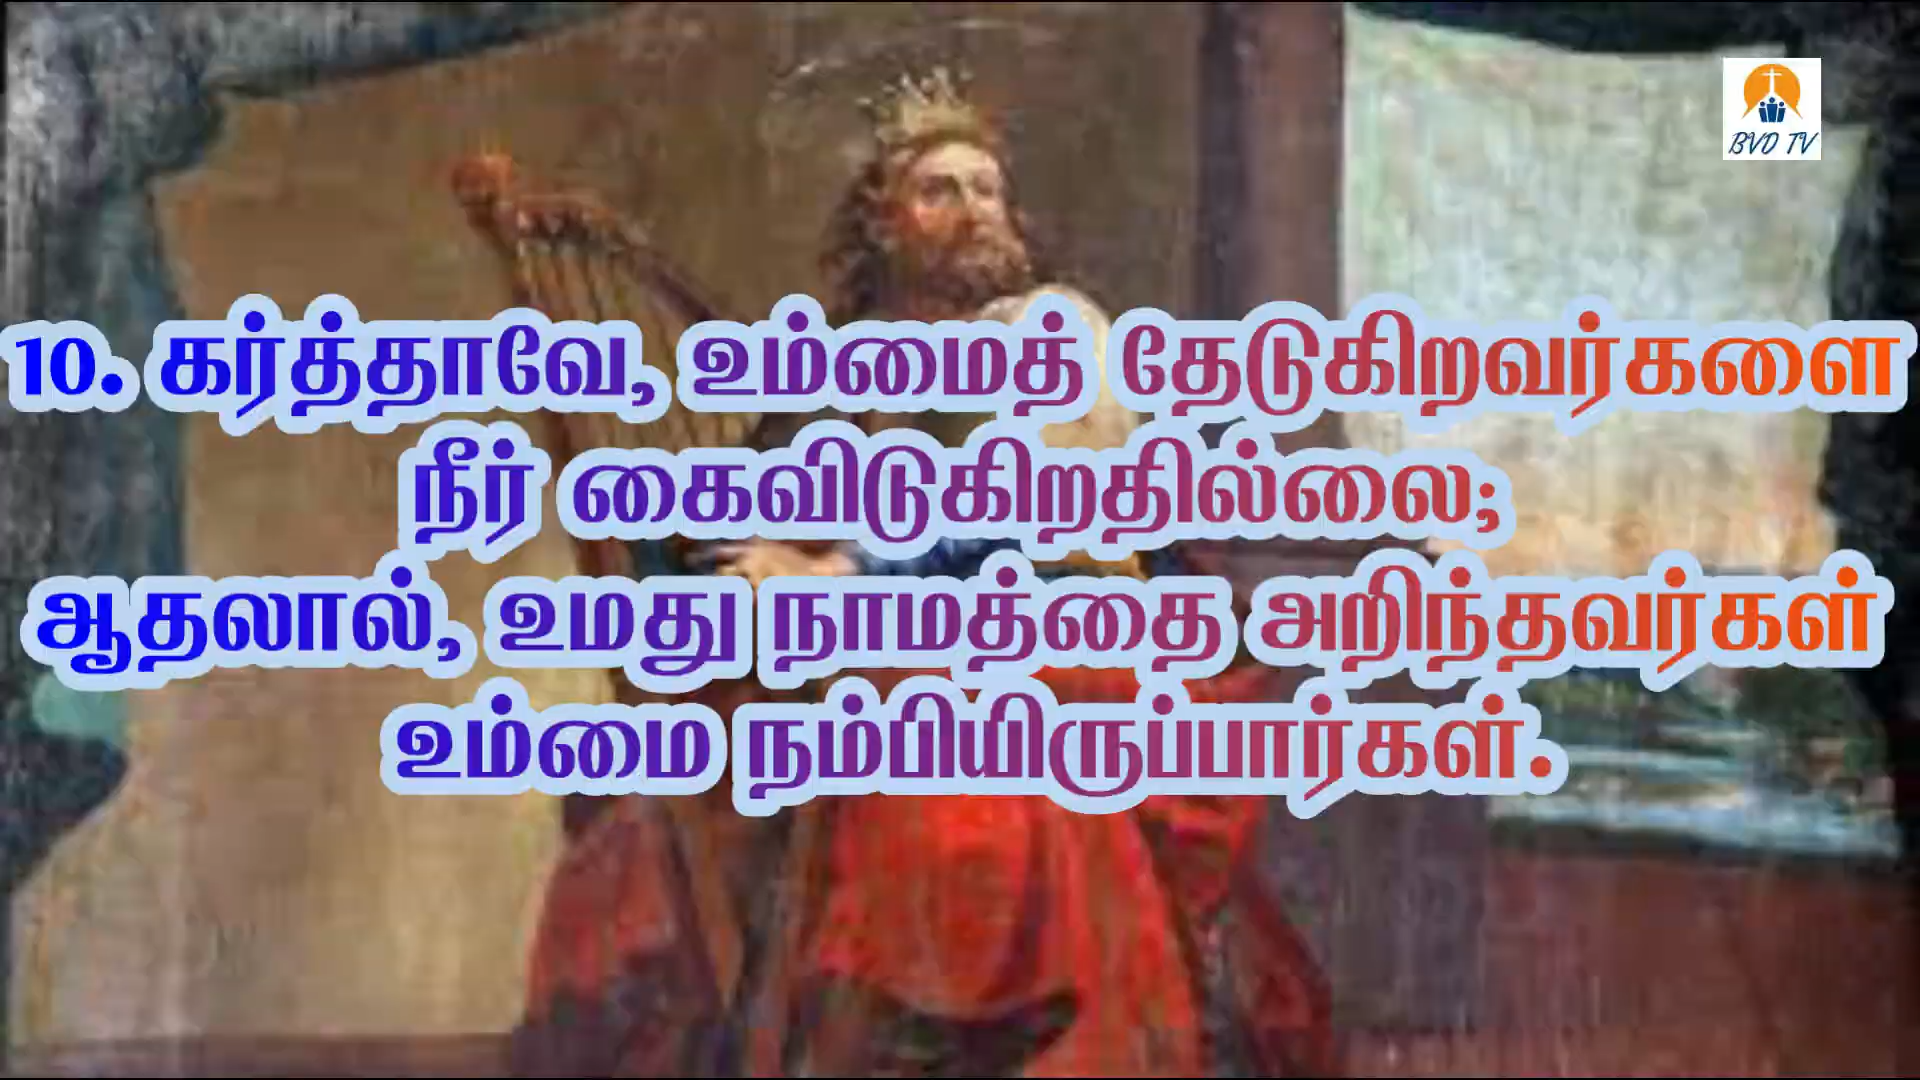 BVO TV
10. கர்த்தாவே, உம்மைத் தேடுகிறவர்களை
நீர் கைவிடுகிறதில்லை;
ஆதலால், உமது நாமத்தை அறிந்தவர்கள்
உம்மை நம்பியிருப்பார்கள்.